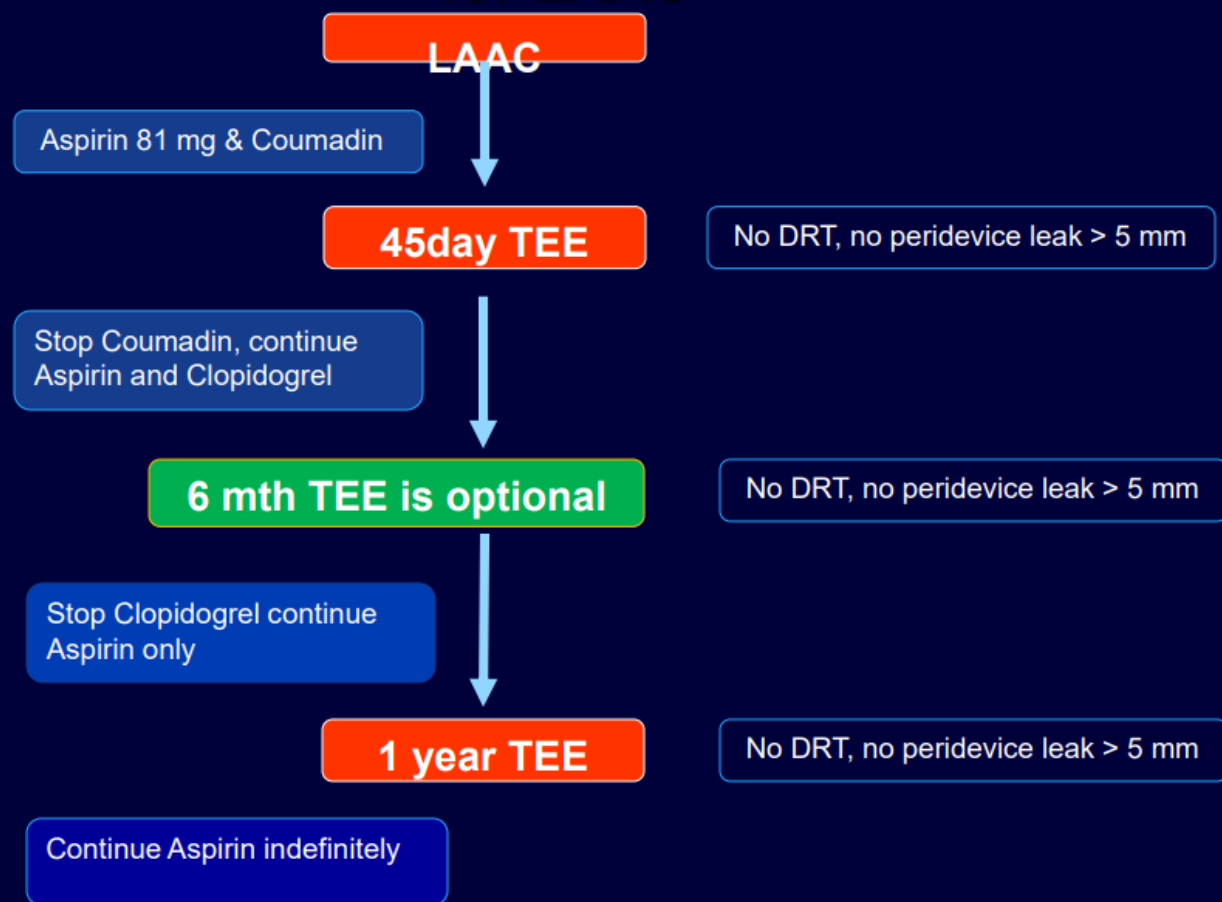 LAAC
Aspirin 81 mg & Coumadin
45day TEE
No DRT, no peridevice leak > 5 mm
Stop Coumadin, continue
Aspirin and Clopidogrel
6 mth TEE is optional
No DRT, no peridevice leak > 5 mm
Stop Clopidogrel continue
Aspirin only
1 year TEE
No DRT, no peridevice leak > 5 mm
Continue Aspirin indefinitely